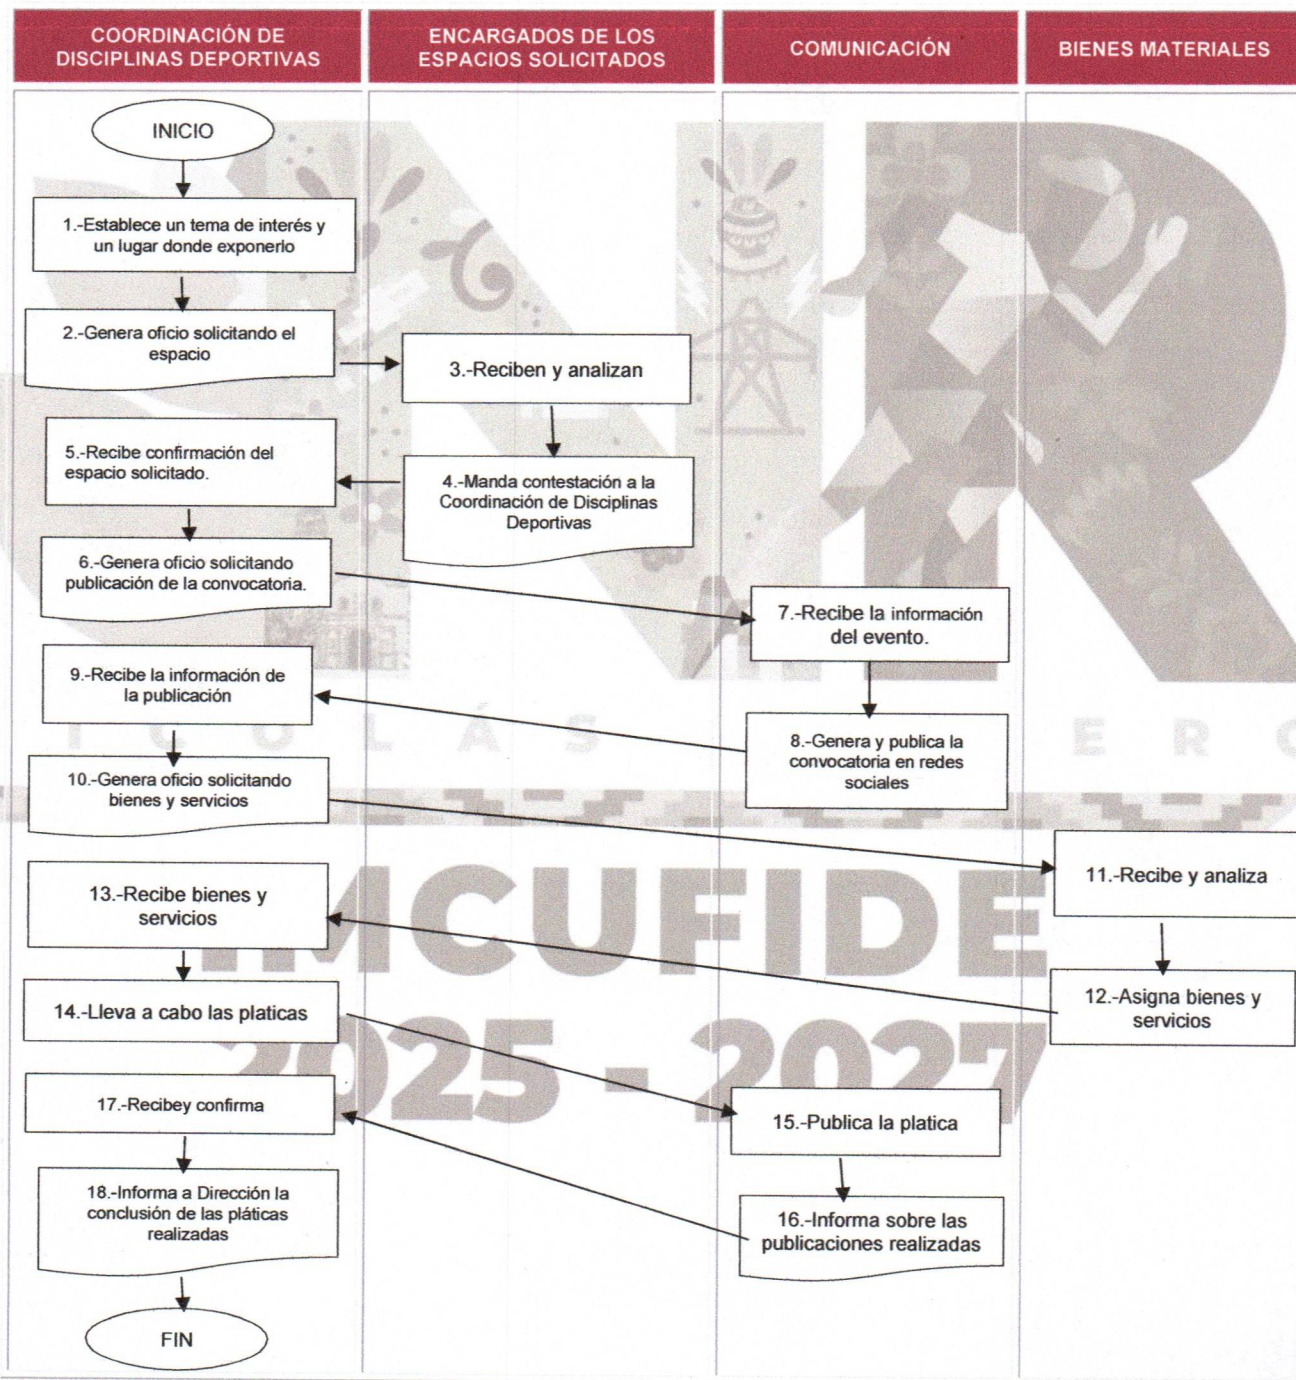 COORDINACIÓN DE
DISCIPLINAS DEPORTIVAS
ENCARGADOS DE LOS
ESPACIOS SOLICITADOS
COMUNICACIÓN
BIENES MATERIALES
INICIO
1.-Establece un tema de interés y
un lugar donde exponerlo
2.-Genera oficio solicitando el
espacio
3.-Reciben y analizan
4.-Manda contestación a la
Coordinación de Disciplinas
Deportivas
5.-Recibe confirmación del
espacio solicitado.
6.-Genera oficio solicitando
publicación de la convocatoria.
7.-Recibe la información
del evento.
8.-Genera y publica la
convocatoria en redes
sociales
9.-Recibe la información de
la publicación
10.-Genera oficio solicitando
bienes y servicios
11.-Recibe y analiza
12.-Asigna bienes y
servicios
13.-Recibe bienes y
servicios
14.-Lleva a cabo las platicas
15.-Publica la platica
16.-Informa sobre las
publicaciones realizadas
17.-Recibey confirma
18.-Informa a Dirección la
conclusión de las pláticas
realizadas
FIN
NR
ICOLÁS ERO
IMCUFIDE
2025 - 2027